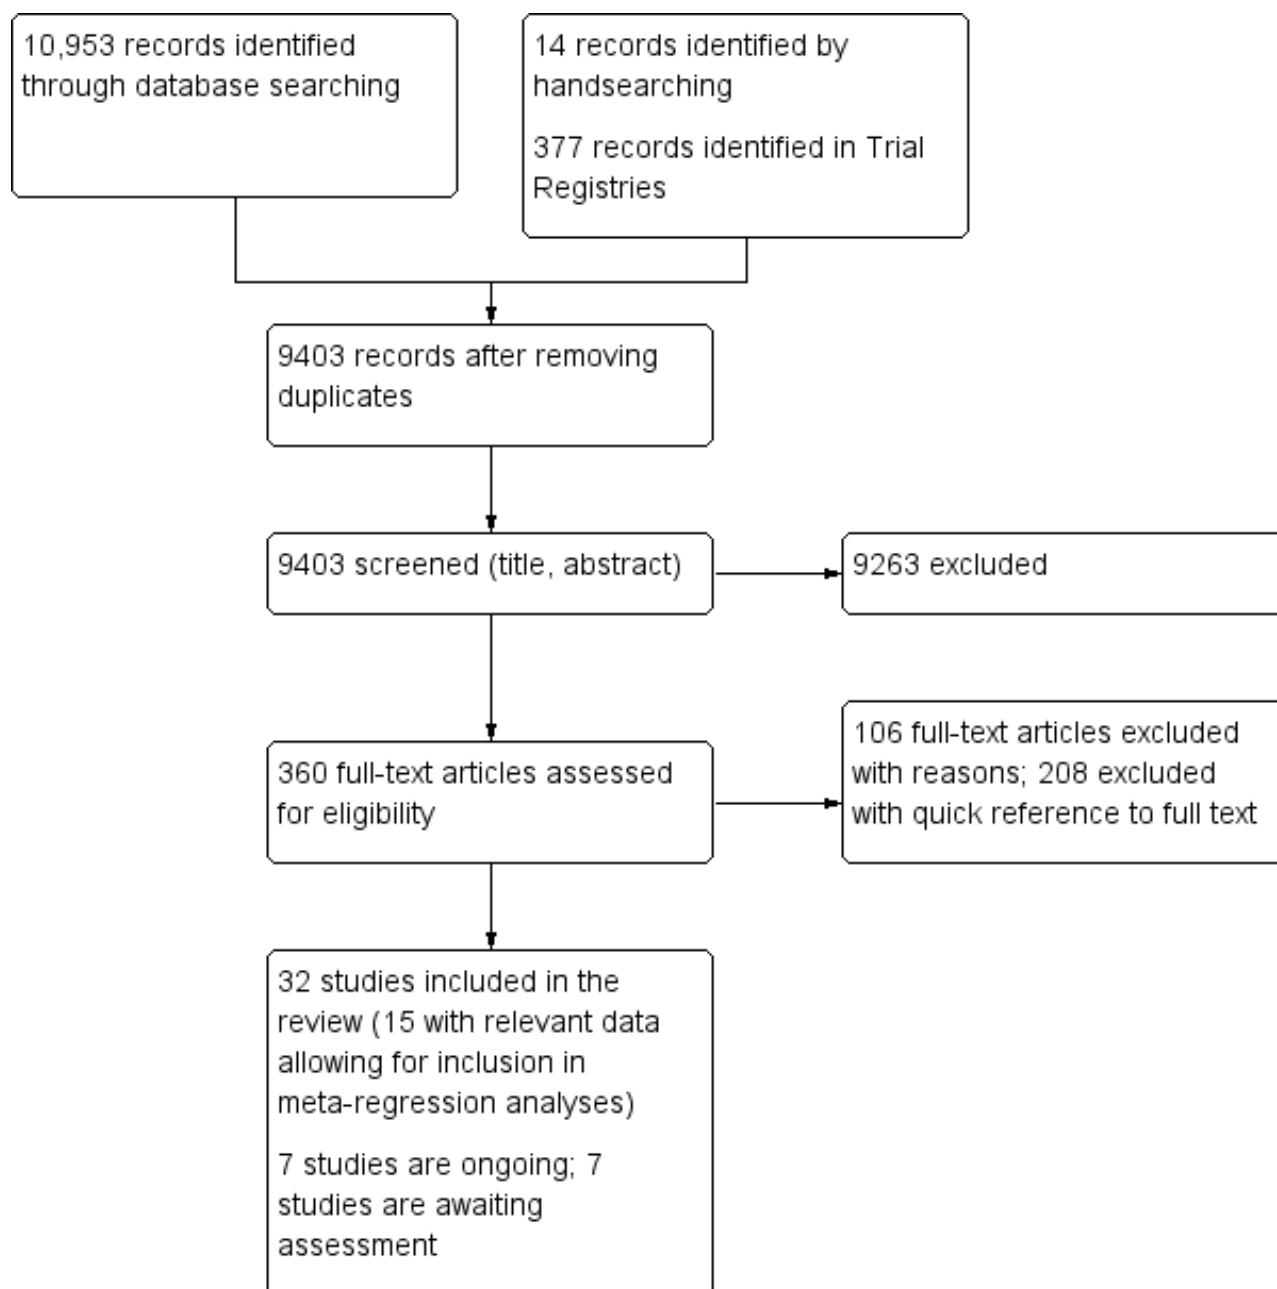 10,953 records identified
through database searching
14 records identified by
handsearching
377 records identified in Trial
Registries
9403 records after removing
duplicates
9403 screened (title, abstract)
9263 excluded
360 full-text articles assessed
for eligibility
106 full-text articles excluded
with reasons; 208 excluded
with quick reference to full text
32 studies included in the
review (15 with relevant data
allowing for inclusion in
meta-regression analyses)
7 studies are ongoing; 7
studies are awaiting
assessment